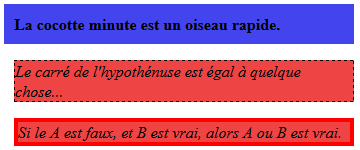 La cocotte minute est un oiseau rapide.
Le carré de l'hypothénuse est égal à quelque
chose...
Si le A est faux, et B est vrai, alors A ou B est vrai.